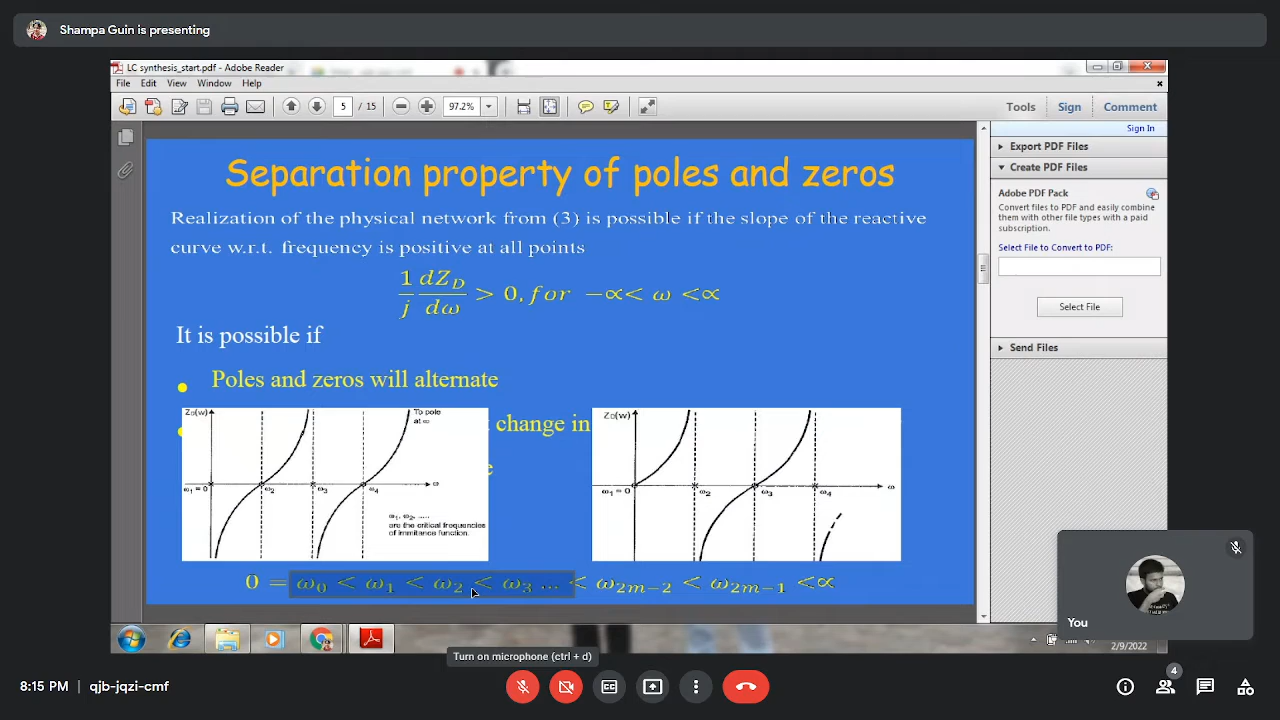 Shampa Guin is presenting
LC synthesis_start.pdf - Adobe Reader
File Edit View Window Help
5 / 15 97.2% Tools Sign Comment
Sign In
Export PDF Files
Create PDF Files
Adobe PDF Pack
Convert files to PDF and easily combine
them with other file types with a paid
subscription.
Select File to Convert to PDF:
Select File
Send Files
Separation property of poles and zeros
Realization of the physical network from (3) is possible if the slope of the reactive
curve w.r.t. frequency is positive at all points
1/j dZ_D/dω > 0, for −∝< ω <∝
It is possible if
• Poles and zeros will alternate
change in
e
Z_D(w)
To pole
at ∞
ω₁ = 0 ω₂ ω₃ ω₄ ω
ω₁, ω₂, .....
are the critical frequencies
of immitance function.
Z_D(w)
ω₁ = 0 ω₂ ω₃ ω₄ ω
0 = ω₀ < ω₁ < ω₂ < ω₃ … < ω₂ₘ₋₂ < ω₂ₘ₋₁ <∝
You
2/9/2022
Turn on microphone (ctrl + d)
8:15 PM | qjb-jqzi-cmf
4